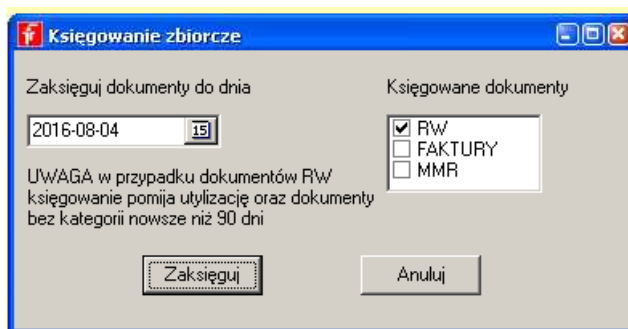 Księgowanie zbiorcze
Zaksięguj dokumenty do dnia
Księgowane dokumenty
2016-08-04
15
RW
FAKTURY
MMR
UWAGA w przypadku dokumentów RW
księgowanie pomija utylizację oraz dokumenty
bez kategorii nowsze niż 90 dni
Zaksięguj
Anuluj